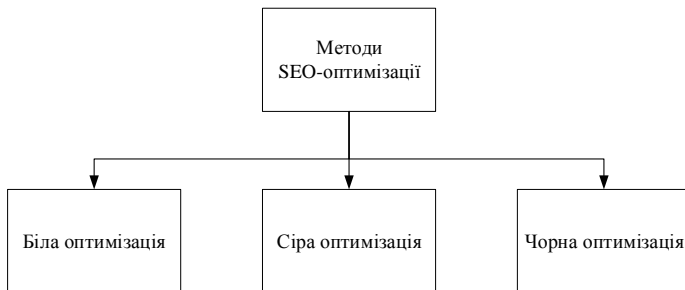 Методи
SEO-оптимізації
Біла оптимізація
Сіра оптимізація
Чорна оптимізація